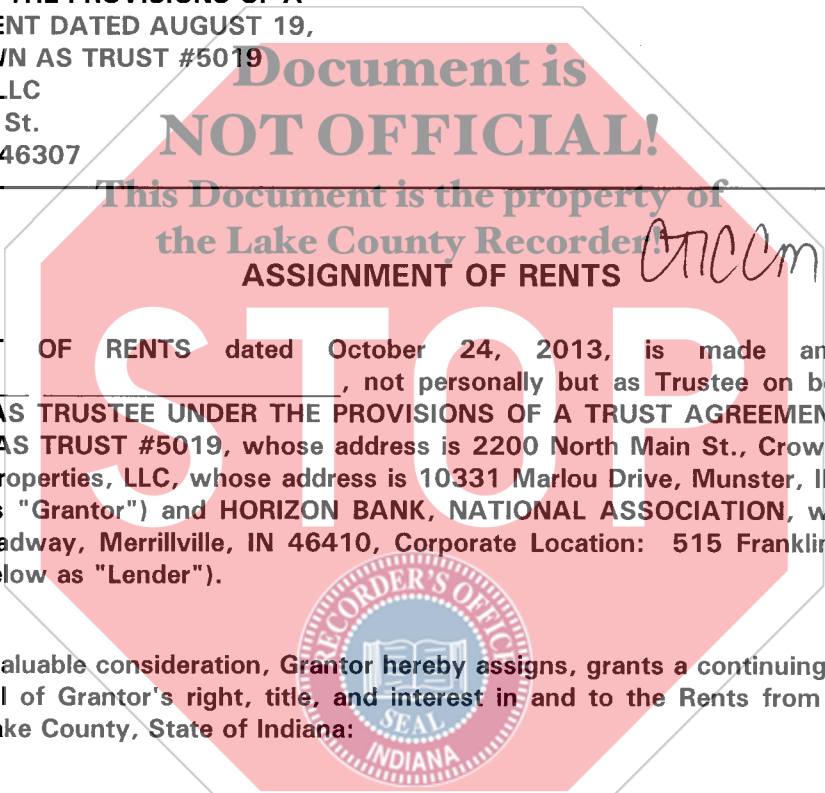 THE PROVISIONS OF A
ENT DATED AUGUST 19,
WN AS TRUST #5019
LLC
St.
46307
Document is
NOT OFFICIAL!
This Document is the property of
the Lake County Recorder!
ASSIGNMENT OF RENTS
STOP
OF RENTS dated October 24, 2013, is made an
, not personally but as Trustee on b
AS TRUSTEE UNDER THE PROVISIONS OF A TRUST AGREEMEN
AS TRUST #5019, whose address is 2200 North Main St., Crow
roperties, LLC, whose address is 10331 Marlou Drive, Munster, I
s "Grantor") and HORIZON BANK, NATIONAL ASSOCIATION, w
adway, Merrillville, IN 46410, Corporate Location: 515 Franklin
elow as "Lender").
aluable consideration, Grantor hereby assigns, grants a continuing
l of Grantor's right, title, and interest in and to the Rents from
ke County, State of Indiana:
RECORDER'S OFFICE
SEAL
INDIANA